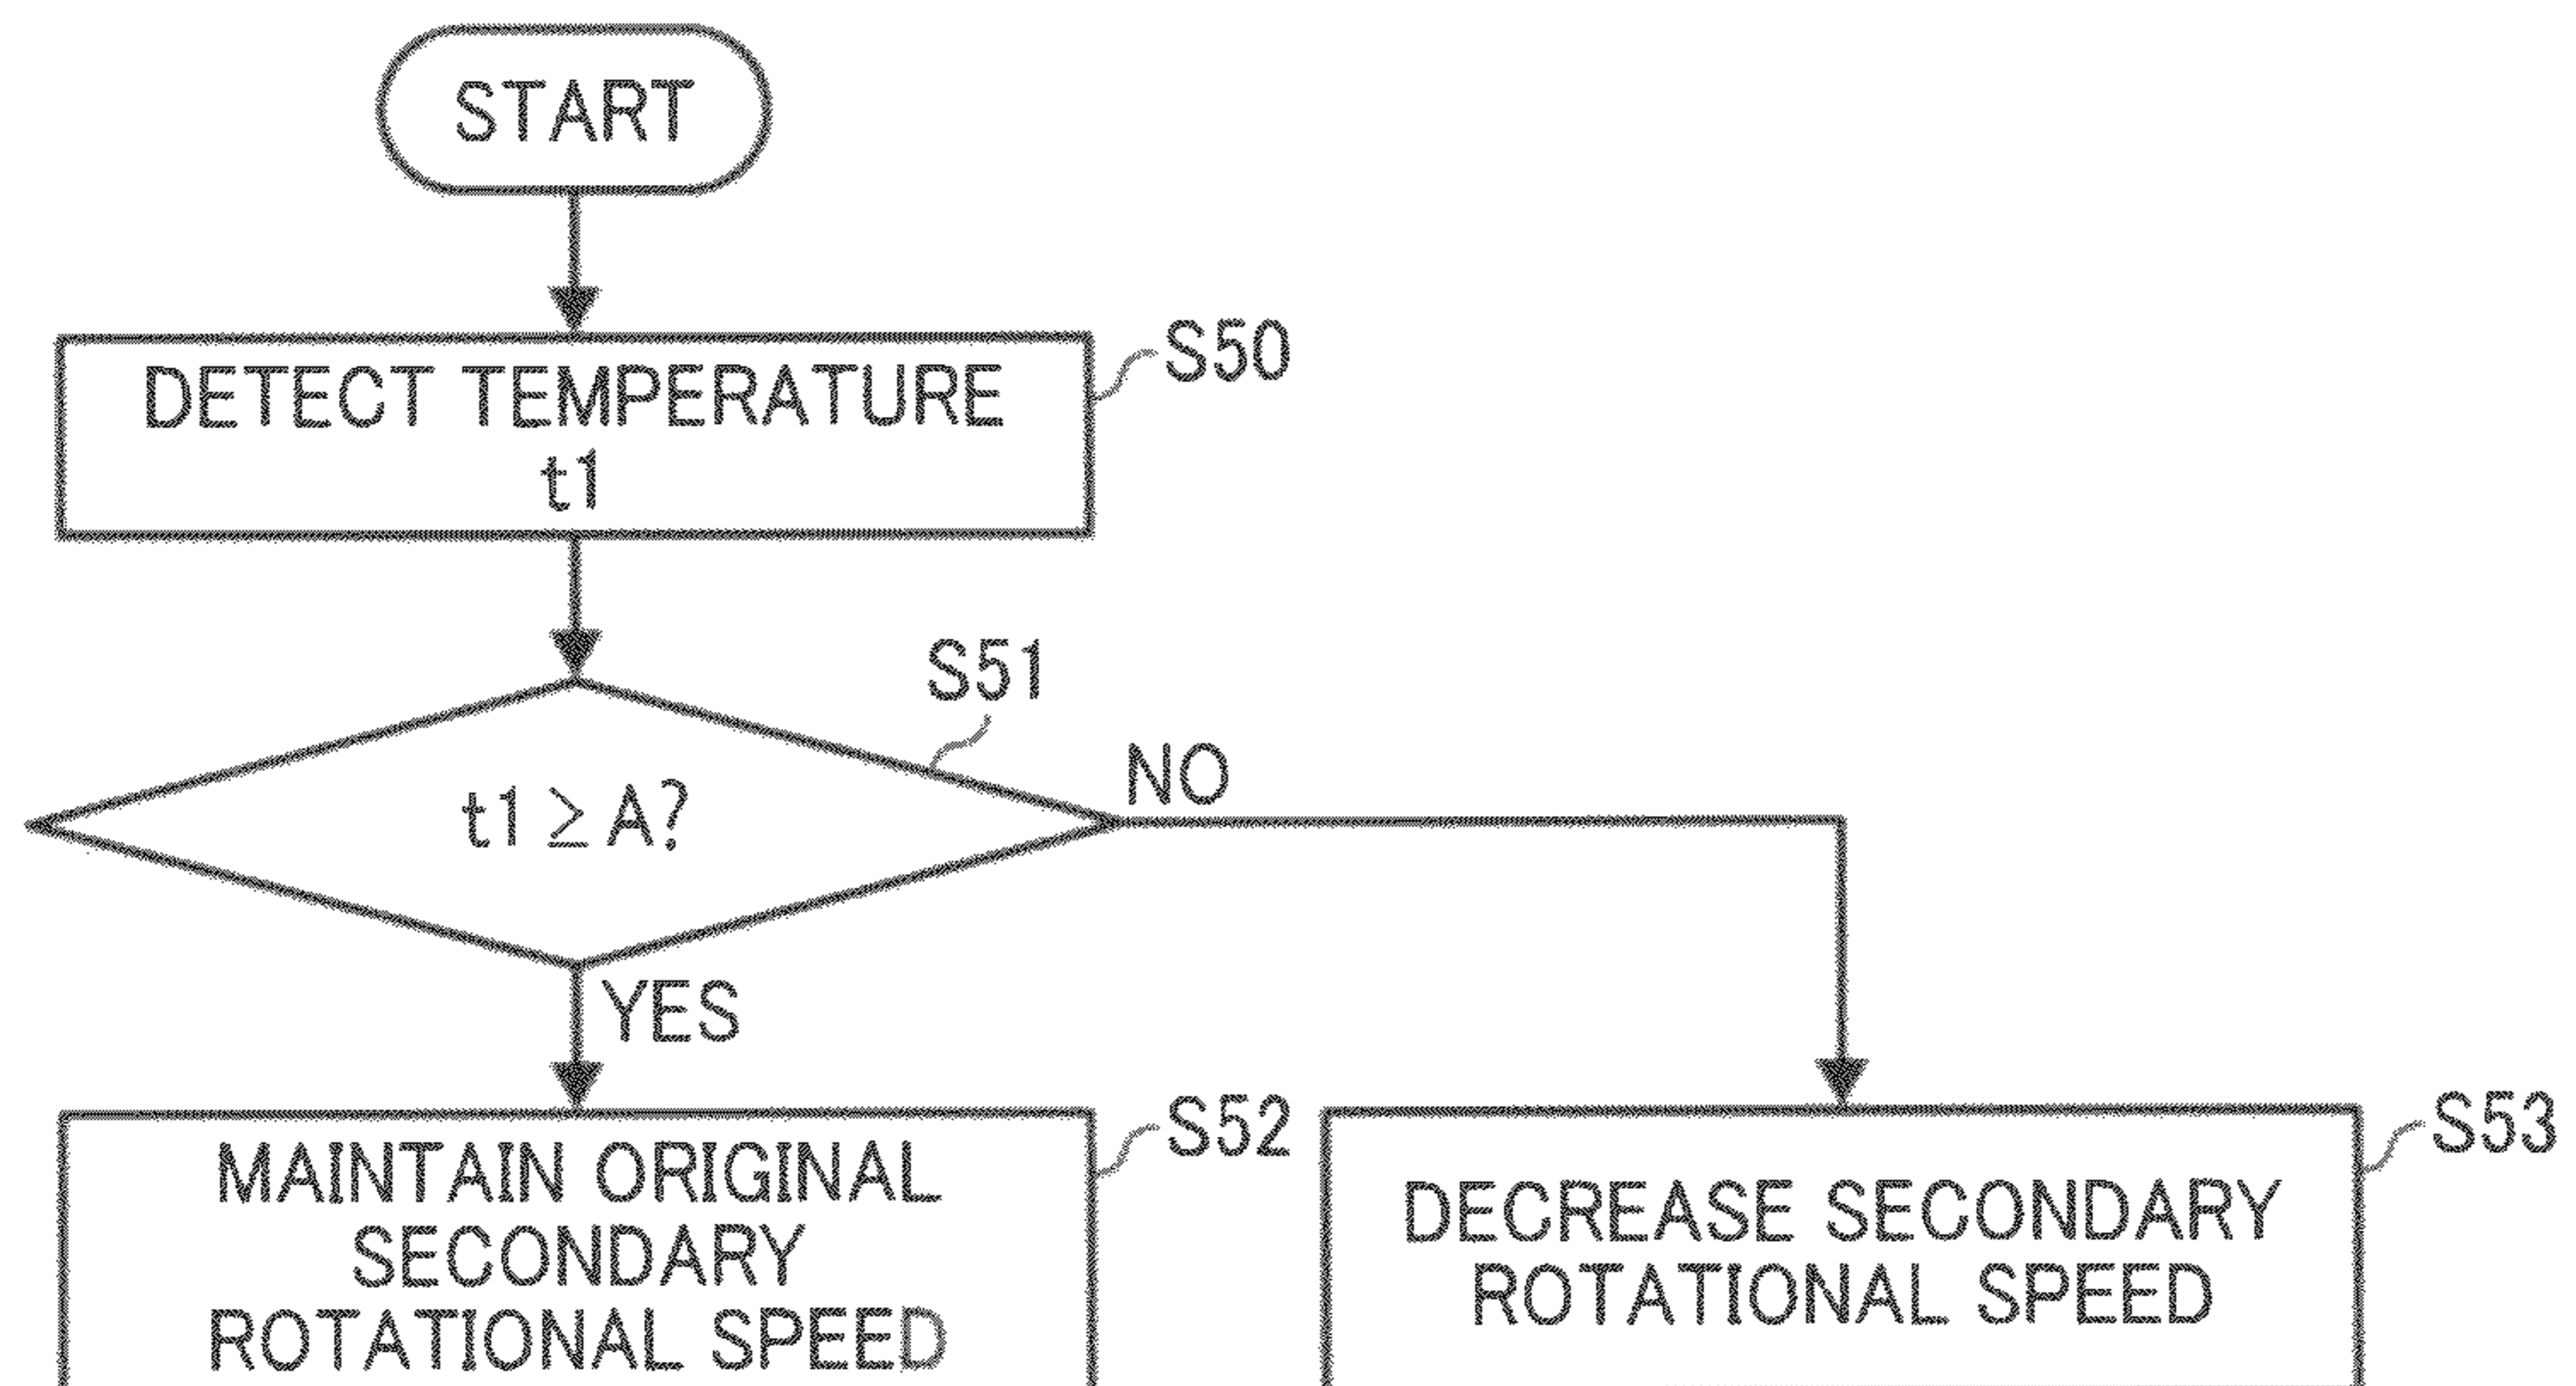 START
DETECT TEMPERATURE
t1
S50
S51
t1 ≥ A?
NO
YES
MAINTAIN ORIGINAL
SECONDARY
ROTATIONAL SPEED
S52
DECREASE SECONDARY
ROTATIONAL SPEED
S53